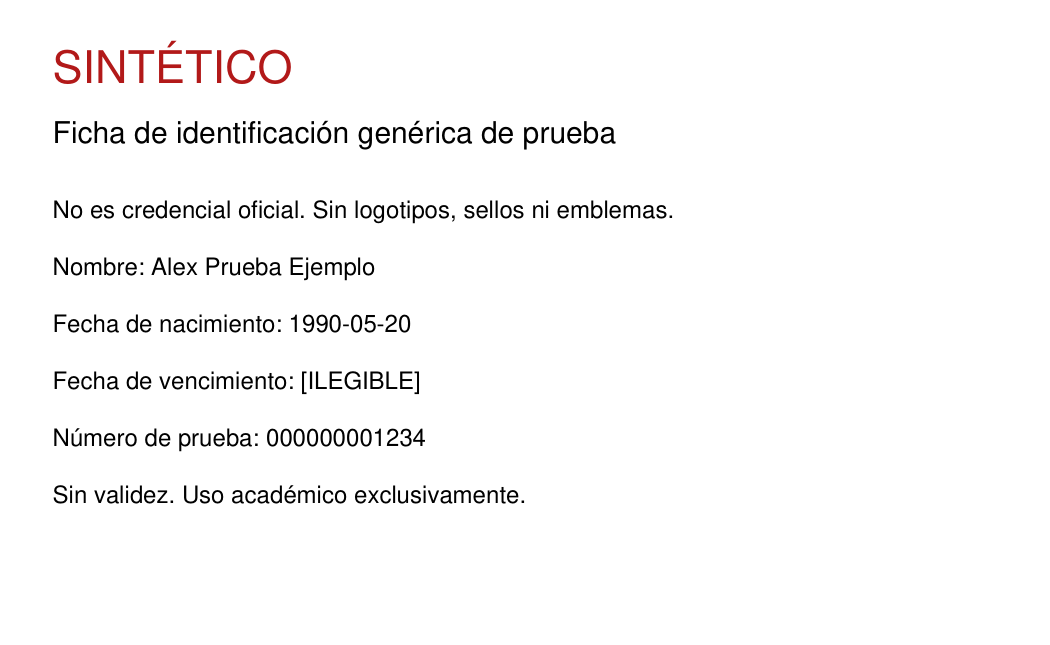 SINTÉTICO
Ficha de identificación genérica de prueba
No es credencial oficial. Sin logotipos, sellos ni emblemas.
Nombre: Alex Prueba Ejemplo
Fecha de nacimiento: 1990-05-20
Fecha de vencimiento: [ILEGIBLE]
Número de prueba: 000000001234
Sin validez. Uso académico exclusivamente.